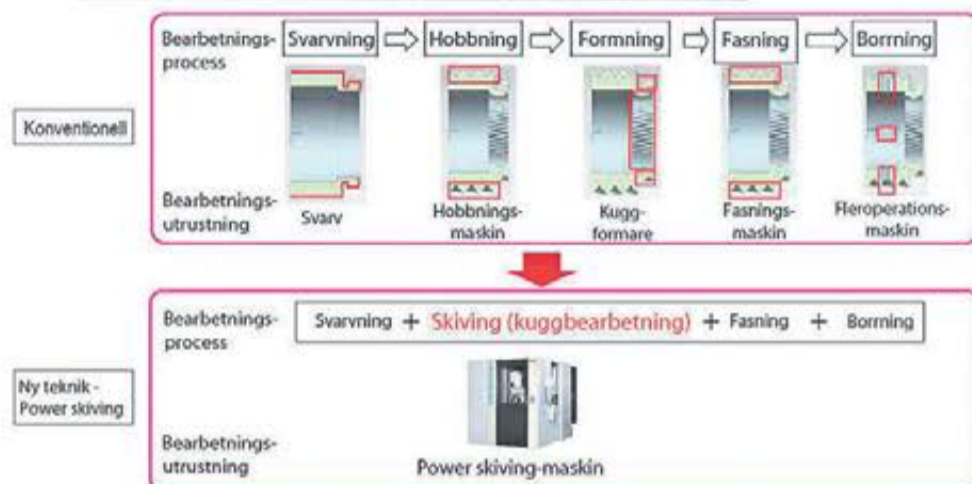 Bearbetnings-
process
Svarvning
Hobbning
Formning
Fasning
Borrning
Konventionell
Bearbetnings-
utrustning
Svarv
Hobbnings-
maskin
Kugg-
formare
Fasnings-
maskin
Fleroperations-
maskin
Bearbetnings-
process
Svarvning + Skiving (kuggbearbetning) + Fasning + Borrning
Ny teknik -
Power skiving
Bearbetnings-
utrustning
Power skiving-maskin